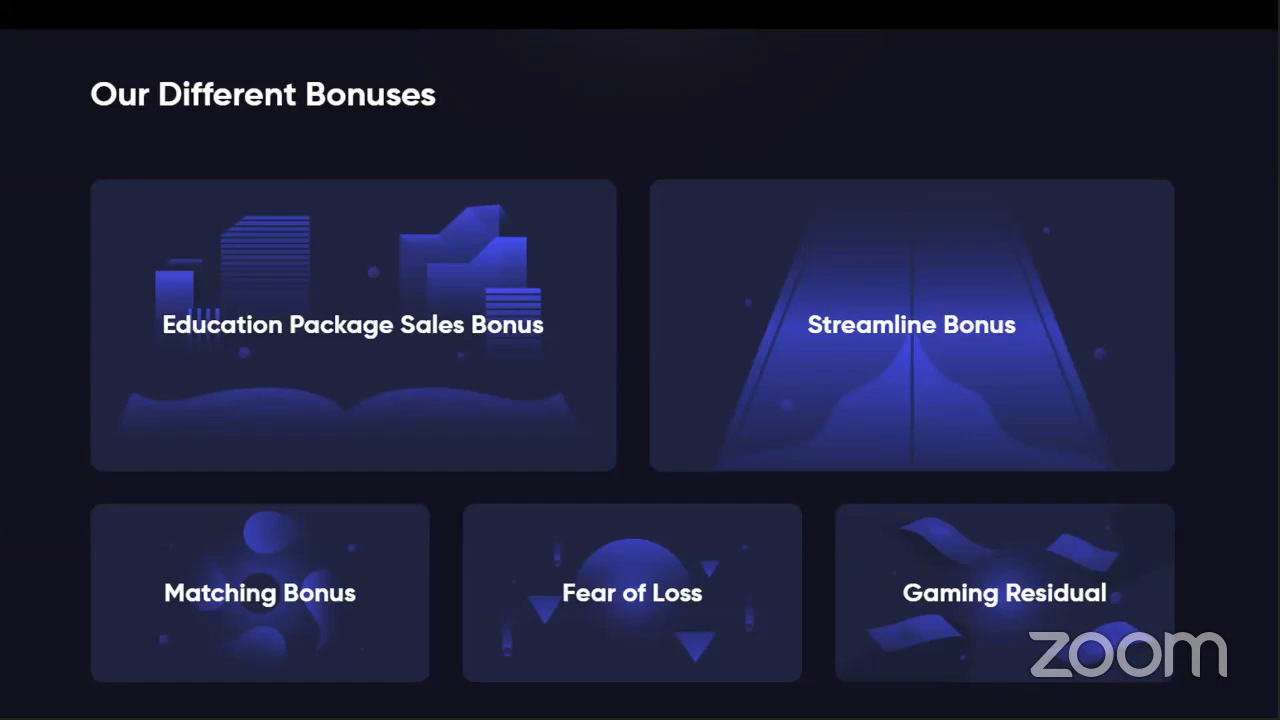 Our Different Bonuses
Education Package Sales Bonus
Streamline Bonus
Matching Bonus
Fear of Loss
Gaming Residual
zoom